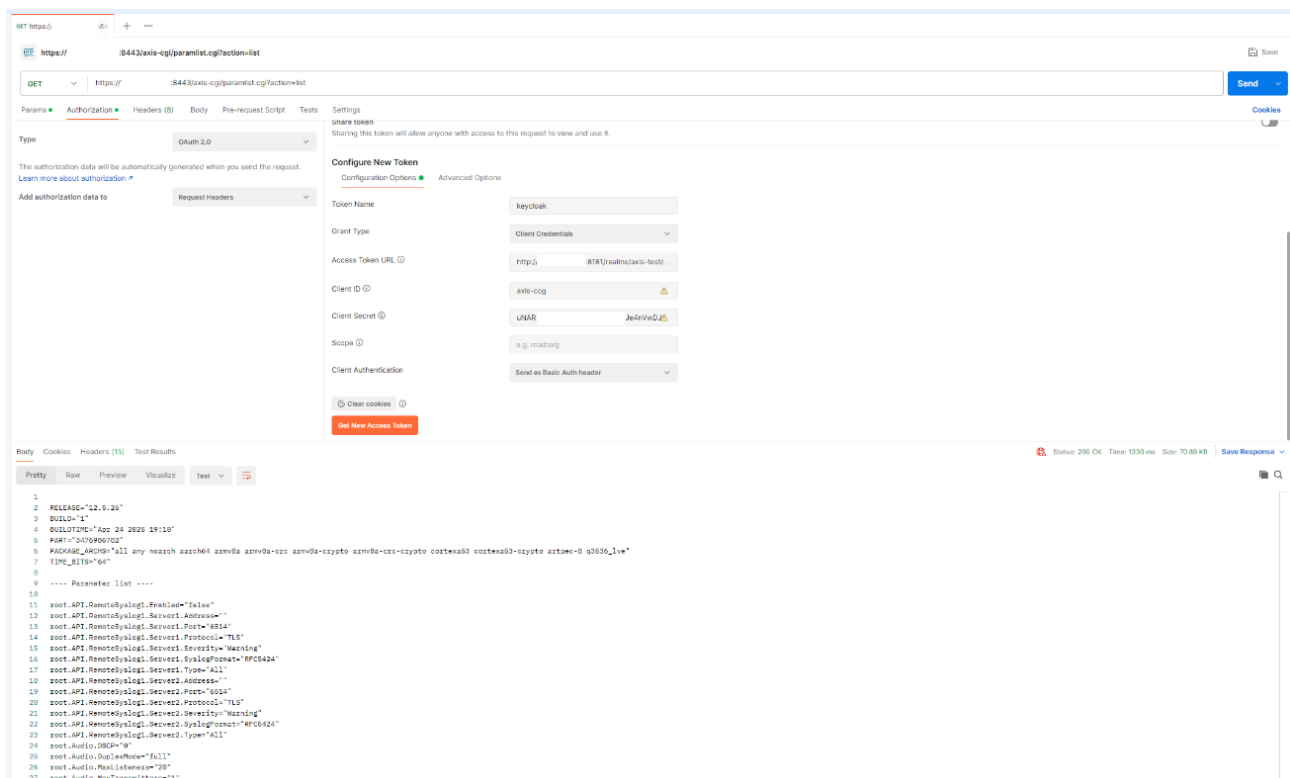 GET https://
:84
+
•••
https://
:8443/axis-cgi/paramlist.cgi?action=list
Save
GET
https://
:8443/axis-cgi/paramlist.cgi?action=list
Send
Params
Authorization
Headers (8)
Body
Pre-request Script
Tests
Settings
Cookies
Type
OAuth 2.0
The authorization data will be automatically generated when you send the request.
Learn more about authorization ↗
Add authorization data to
Request Headers
Share token
Sharing this token will allow anyone with access to this request to view and use it.
Configure New Token
Configuration Options
Advanced Options
Token Name
keycloak
Grant Type
Client Credentials
Access Token URL
http://
:8181/realms/axis-test/...
Client ID
axis-cog
Client Secret
uNAR
Je4nVwDJ
Scope
e.g. read:org
Client Authentication
Send as Basic Auth header
Clear cookies
Get New Access Token
Body
Cookies
Headers (15)
Test Results
Status: 200 OK
Time: 1330 ms
Size: 70.89 KB
Save Response
Pretty
Raw
Preview
Visualize
Text
1
2 RELEASE="12.5.26"
3 BUILD="1"
4 BUILDTIME="Apr 24 2025 19:10"
5 PART="3476986702"
6 PACKAGE_ARCHS="all any noarch aarch64 armv8a armv8a-crc armv8a-crypto armv8a-crc-crypto cortexa53 cortexa53-crypto artpec-8 q3536_lve"
7 TIME_BITS="64"
8
9 ---- Parameter list ----
10
11 root.API.RemoteSyslog1.Enabled="false"
12 root.API.RemoteSyslog1.Server1.Address=""
13 root.API.RemoteSyslog1.Server1.Port="6514"
14 root.API.RemoteSyslog1.Server1.Protocol="TLS"
15 root.API.RemoteSyslog1.Server1.Severity="Warning"
16 root.API.RemoteSyslog1.Server1.SyslogFormat="RFC5424"
17 root.API.RemoteSyslog1.Server1.Type="All"
18 root.API.RemoteSyslog1.Server2.Address=""
19 root.API.RemoteSyslog1.Server2.Port="6514"
20 root.API.RemoteSyslog1.Server2.Protocol="TLS"
21 root.API.RemoteSyslog1.Server2.Severity="Warning"
22 root.API.RemoteSyslog1.Server2.SyslogFormat="RFC5424"
23 root.API.RemoteSyslog1.Server2.Type="All"
24 root.Audio.DSCP="0"
25 root.Audio.DuplexMode="full"
26 root.Audio.MaxListeners="20"